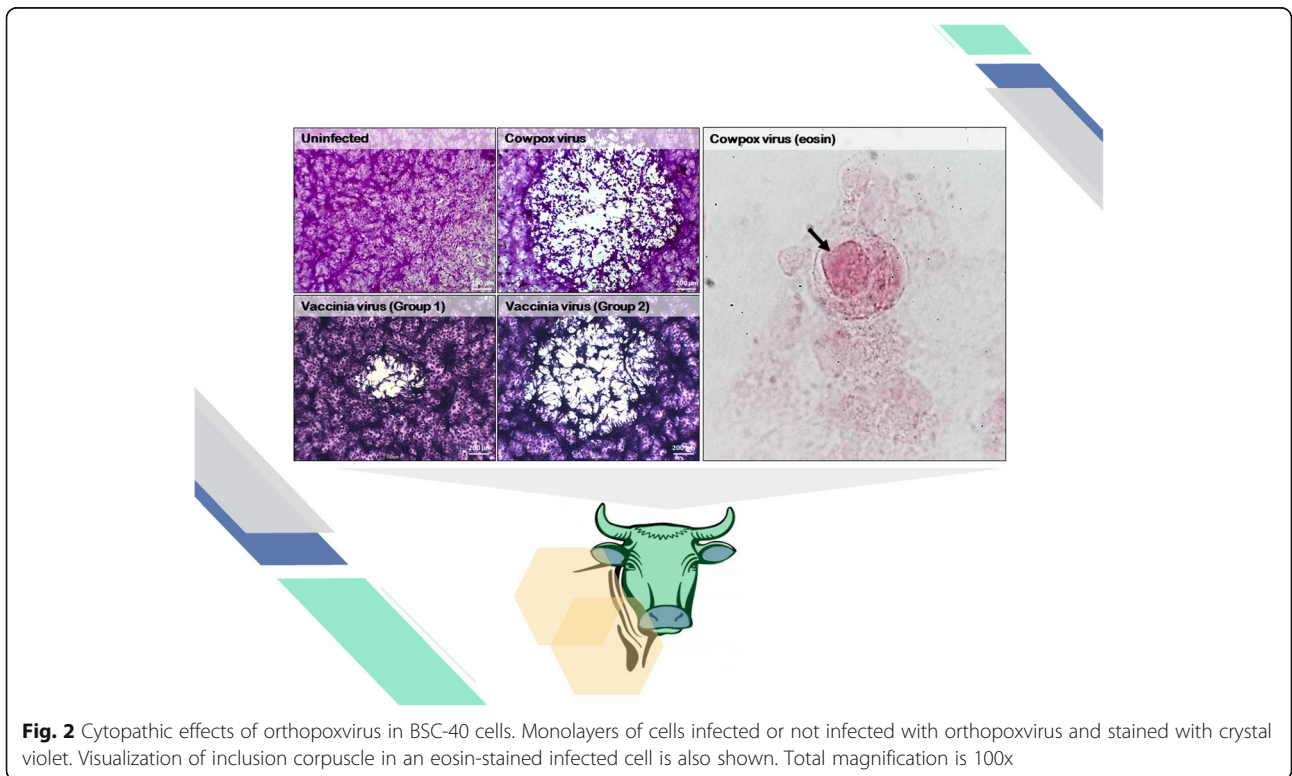 Uninfected
Cowpox virus
Cowpox virus (eosin)
200 µm
200 µm
Vaccinia virus (Group 1)
Vaccinia virus (Group 2)
200 µm
200 µm
Fig. 2 Cytopathic effects of orthopoxvirus in BSC-40 cells. Monolayers of cells infected or not infected with orthopoxvirus and stained with crystal
violet. Visualization of inclusion corpuscle in an eosin-stained infected cell is also shown. Total magnification is 100x